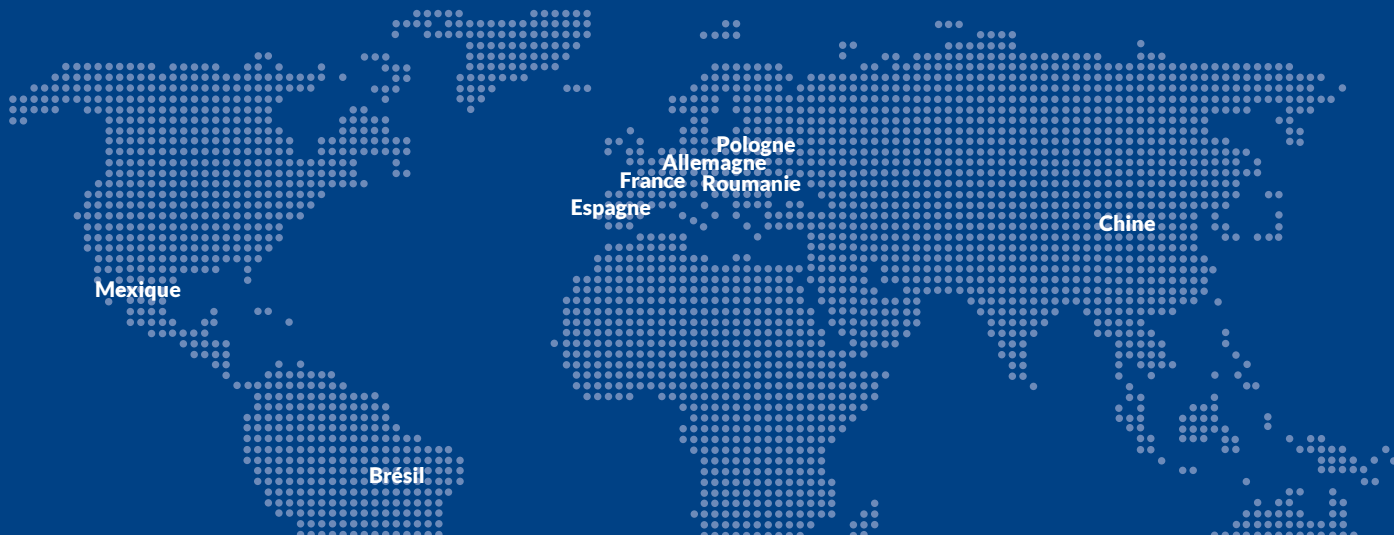 Pologne
Allemagne
France
Roumanie
Espagne
Chine
Mexique
Brésil